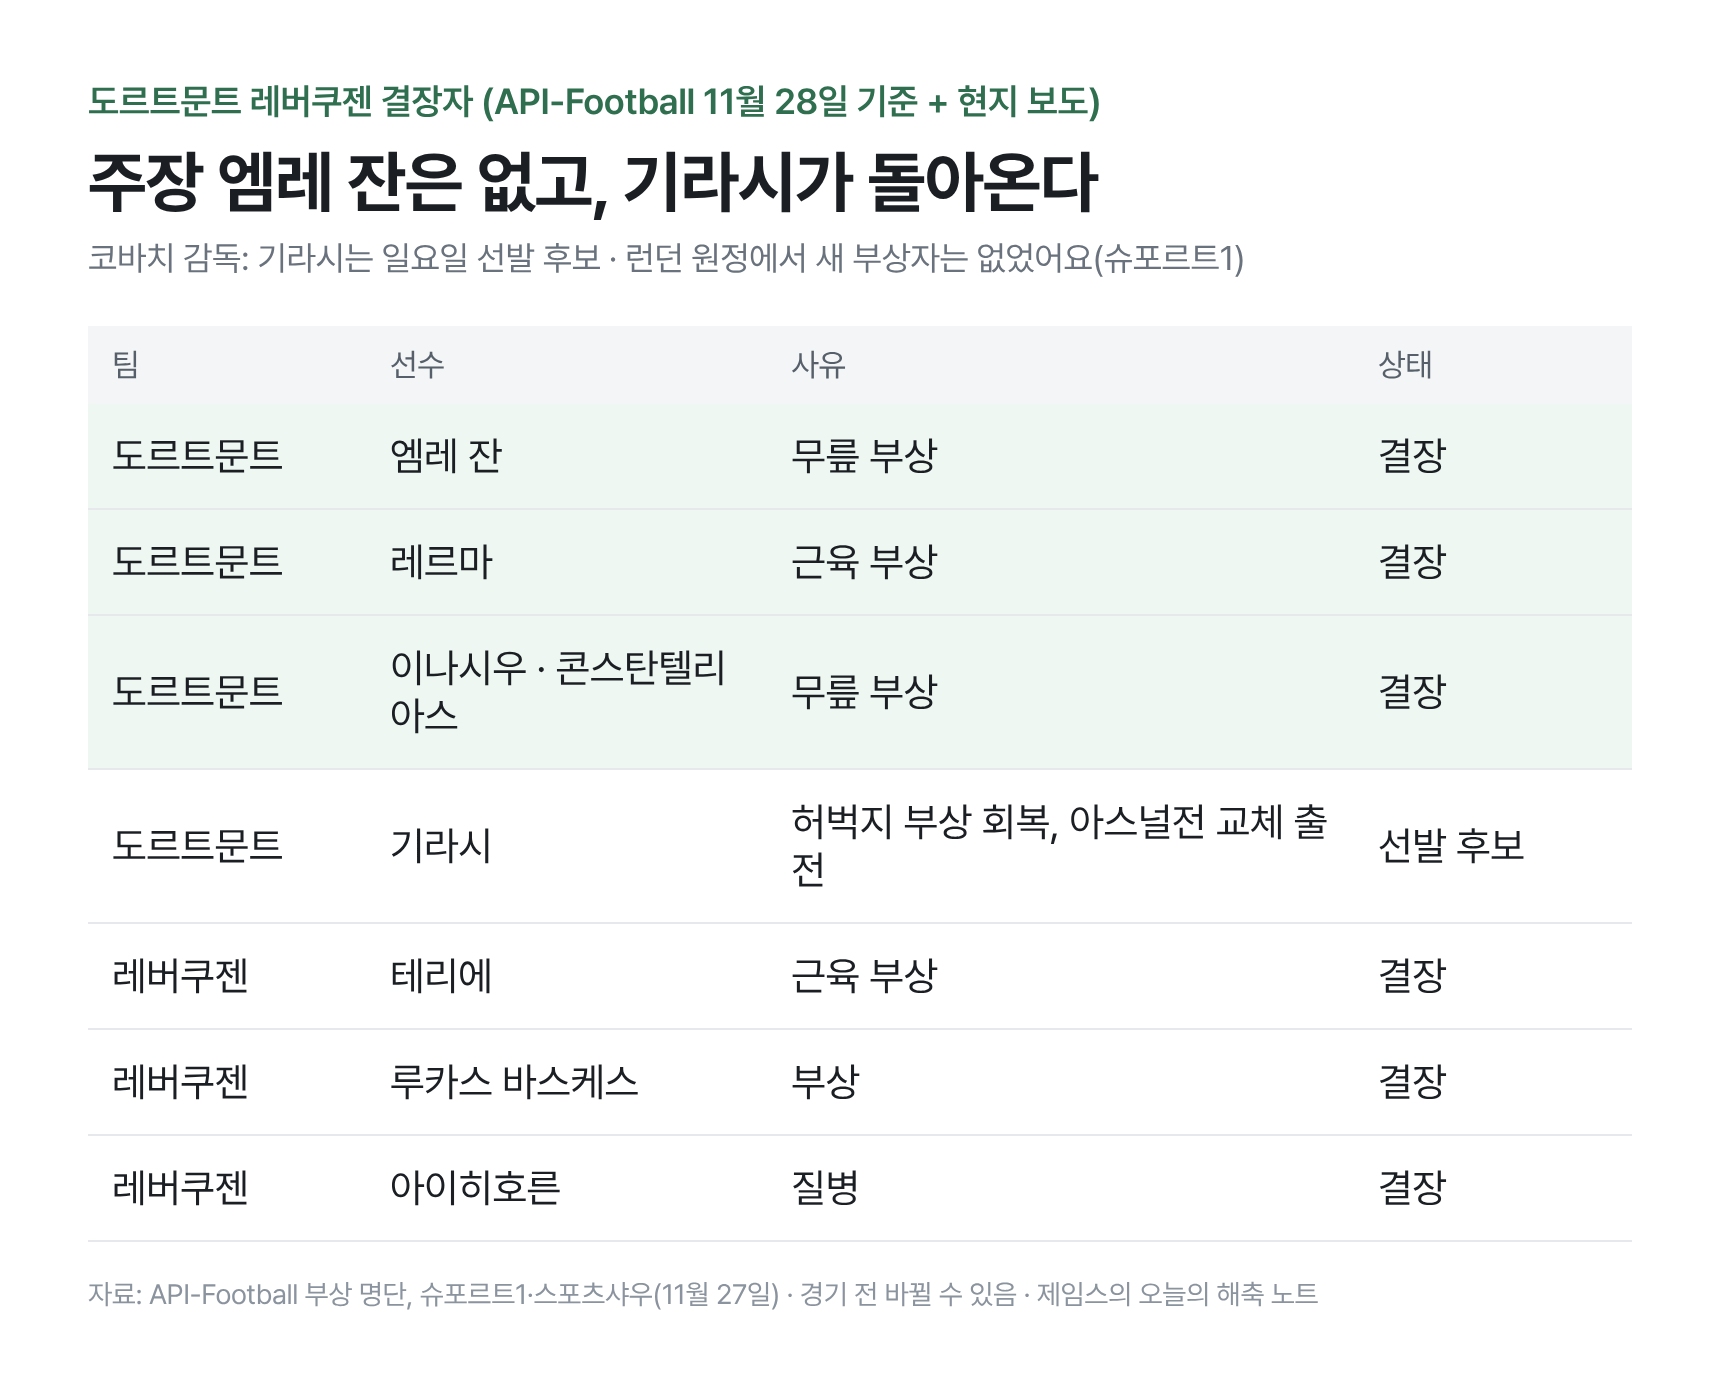 도르트문트 레버쿠젠 결장자 (API-Football 11월 28일 기준 + 현지 보도)
주장 엠레 잔은 없고, 기라시가 돌아온다
코바치 감독: 기라시는 일요일 선발 후보 · 런던 원정에서 새 부상자는 없었어요(슈포르트1)
팀 선수 사유 상태
도르트문트 엠레 잔 무릎 부상 결장
도르트문트 레르마 근육 부상 결장
도르트문트 이나시우 · 콘스탄텔리
아스 무릎 부상 결장
도르트문트 기라시 허벅지 부상 회복, 아스널전 교체 출
전 선발 후보
레버쿠젠 테리에 근육 부상 결장
레버쿠젠 루카스 바스케스 부상 결장
레버쿠젠 아이히호른 질병 결장
자료: API-Football 부상 명단, 슈포르트1·스포츠샤우(11월 27일) · 경기 전 바뀔 수 있음 · 제임스의 오늘의 해축 노트